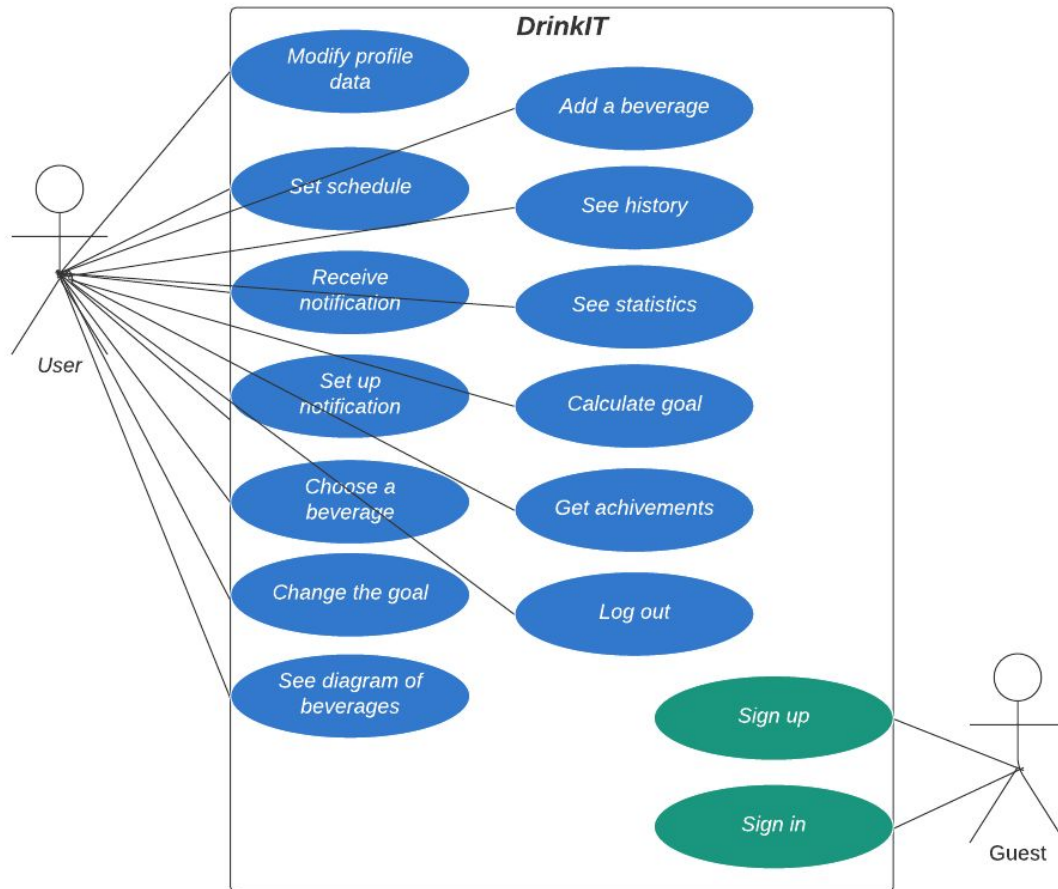 DrinkIT
Modify profile
data
Add a beverage
Set schedule
See history
Receive
notification
See statistics
User
Set up
notification
Calculate goal
Choose a
beverage
Get achivements
Change the goal
Log out
See diagram of
beverages
Sign up
Sign in
Guest